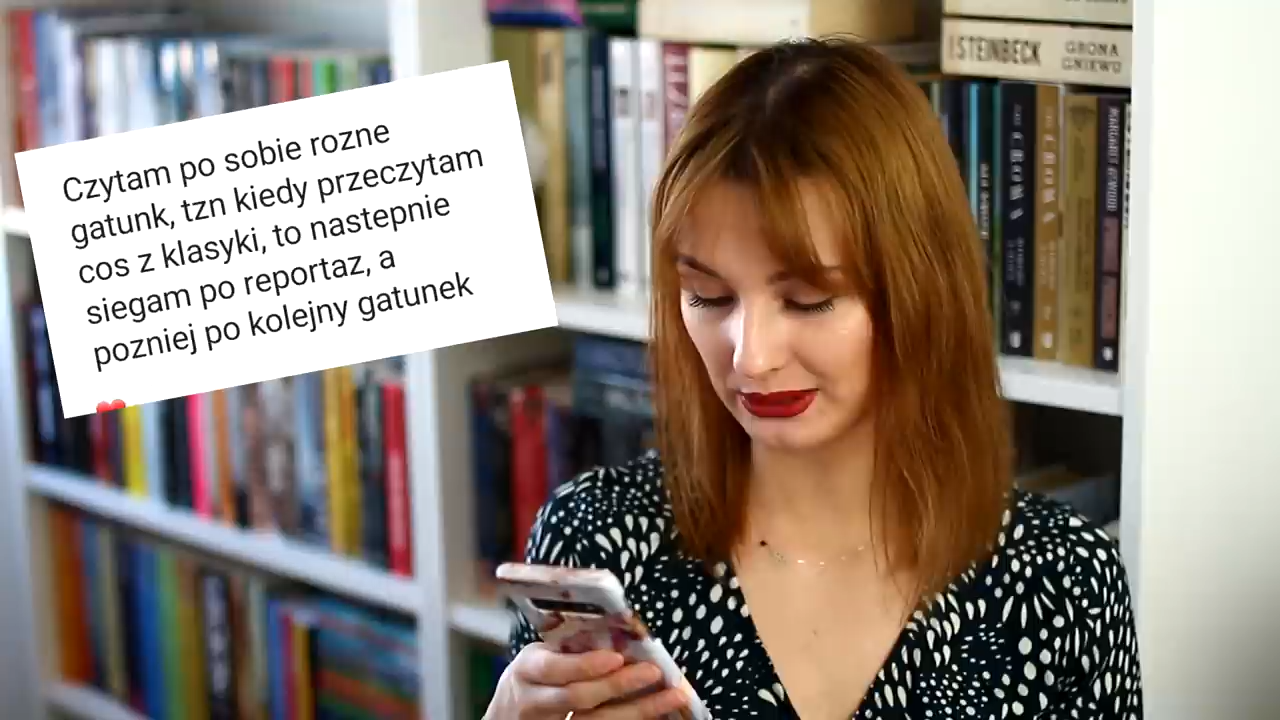 Czytam po sobie rozne
gatunk, tzn kiedy przeczytam
cos z klasyki, to nastepnie
siegam po reportaz, a
pozniej po kolejny gatunek
STEINBECK
GRONA
GNIEWU